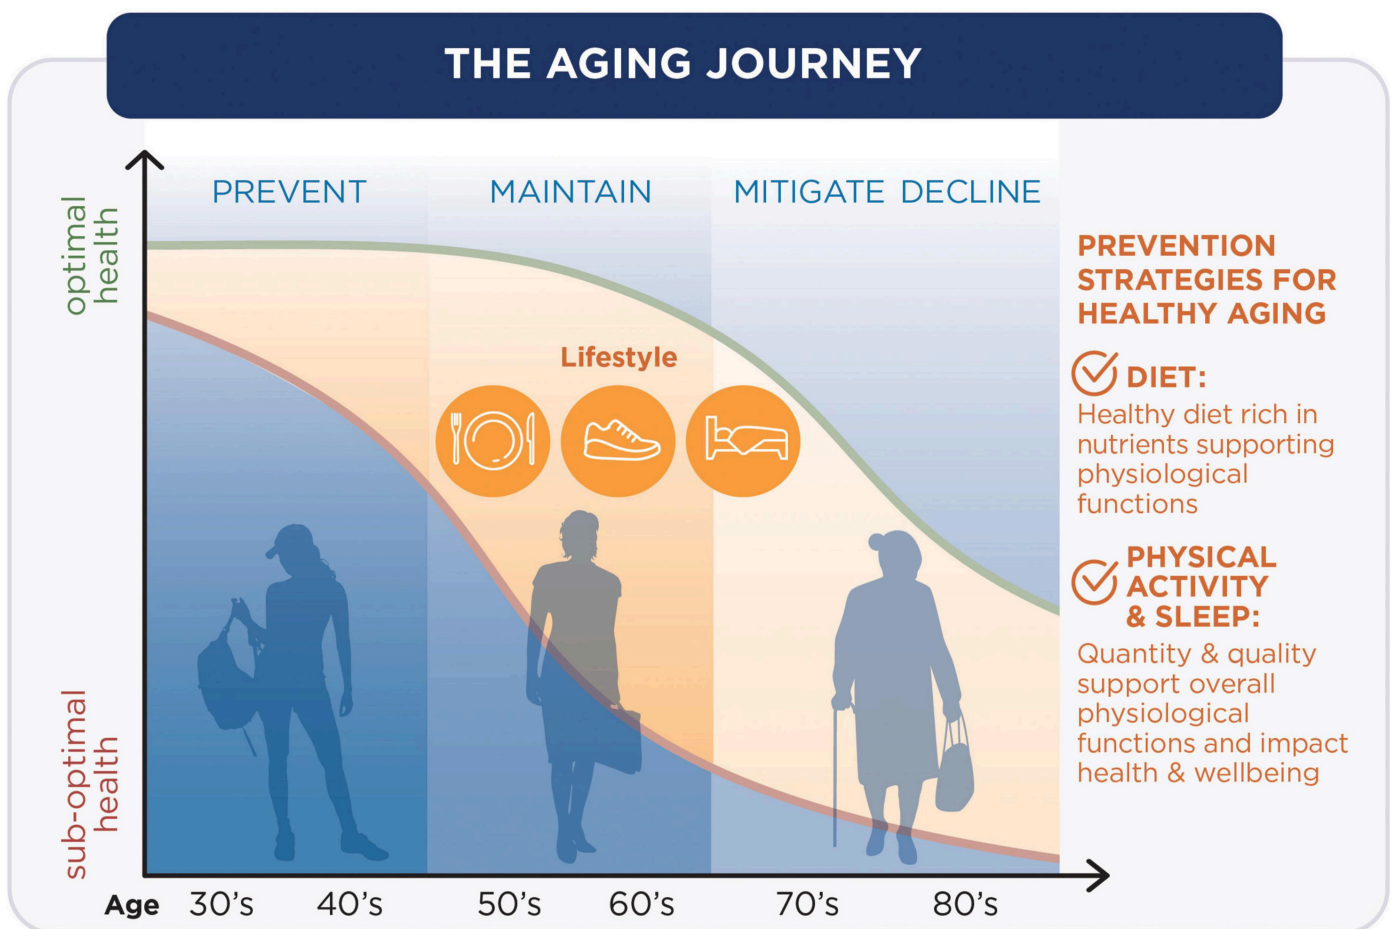 THE AGING JOURNEY
PREVENT
MAINTAIN
MITIGATE DECLINE
optimal
health
sub-optimal
health
Lifestyle
Age 30's 40's 50's 60's 70's 80's
PREVENTION
STRATEGIES FOR
HEALTHY AGING
DIET:
Healthy diet rich in
nutrients supporting
physiological
functions
PHYSICAL
ACTIVITY
& SLEEP:
Quantity & quality
support overall
physiological
functions and impact
health & wellbeing